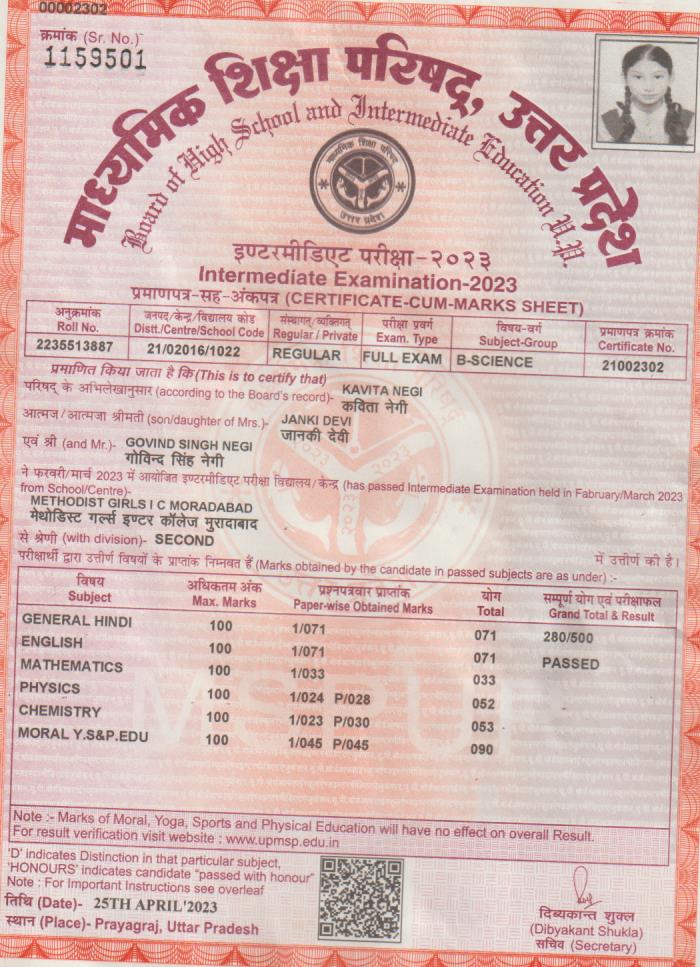 00002302
क्रमांक (Sr. No.)
1159501
माध्यमिक शिक्षा परिषद्, उत्तर प्रदेश
Board of High School and Intermediate Education U.P.
माध्यमिक शिक्षा परिषद
उत्तर प्रदेश
इण्टरमीडिएट परीक्षा-२०२३
Intermediate Examination-2023
प्रमाणपत्र-सह-अंकपत्र (CERTIFICATE-CUM-MARKS SHEET)
अनुक्रमांक जनपद/केन्द्र/विद्यालय कोड संस्थागत/व्यक्तिगत परीक्षा प्रवर्ग विषय-वर्ग प्रमाणपत्र क्रमांक
Roll No. Distt./Centre/School Code Regular / Private Exam. Type Subject-Group Certificate No.
2235513887 21/02016/1022 REGULAR FULL EXAM B-SCIENCE 21002302
प्रमाणित किया जाता है कि (This is to certify that)
परिषद् के अभिलेखानुसार (according to the Board's record)- KAVITA NEGI
कविता नेगी
आत्मज/आत्मजा श्रीमती (son/daughter of Mrs.)- JANKI DEVI
जानकी देवी
एवं श्री (and Mr.)- GOVIND SINGH NEGI
गोविन्द सिंह नेगी
ने फरवरी/मार्च 2023 में आयोजित इण्टरमीडिएट परीक्षा विद्यालय/केन्द्र (has passed Intermediate Examination held in Fabruary/March 2023
from School/Centre)-
METHODIST GIRLS I C MORADABAD
मेथोडिस्ट गर्ल्स इण्टर कॉलेज मुरादाबाद
से श्रेणी (with division)- SECOND में उत्तीर्ण की है।
परीक्षार्थी द्वारा उत्तीर्ण विषयों के प्राप्तांक निम्नवत हैं (Marks obtained by the candidate in passed subjects are as under) :-
विषय अधिकतम अंक प्रश्नपत्रवार प्राप्तांक योग सम्पूर्ण योग एवं परीक्षाफल
Subject Max. Marks Paper-wise Obtained Marks Total Grand Total & Result
GENERAL HINDI 100 1/071 071 280/500
ENGLISH 100 1/071 071 PASSED
MATHEMATICS 100 1/033 033
PHYSICS 100 1/024 P/028 052
CHEMISTRY 100 1/023 P/030 053
MORAL Y.S&P.EDU 100 1/045 P/045 090
Note :- Marks of Moral, Yoga, Sports and Physical Education will have no effect on overall Result.
For result verification visit website : www.upmsp.edu.in
'D' indicates Distinction in that particular subject,
'HONOURS' indicates candidate "passed with honour"
Note : For Important Instructions see overleaf
तिथि (Date)- 25TH APRIL'2023
स्थान (Place)- Prayagraj, Uttar Pradesh
दिब्यकान्त शुक्ल
(Dibyakant Shukla)
सचिव (Secretary)